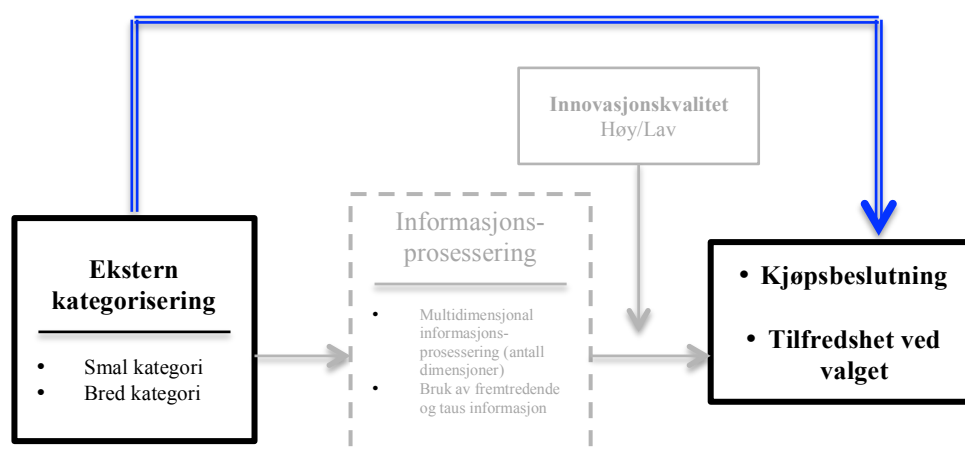 Innovasjonskvalitet
Høy/Lav
Ekstern
kategorisering
• Smal kategori
• Bred kategori
Informasjons-
prosessering
• Multidimensjonal
informasjons-
prosessering (antall
dimensjoner)
• Bruk av fremtredende
og taus informasjon
• Kjøpsbeslutning
• Tilfredshet ved
valget